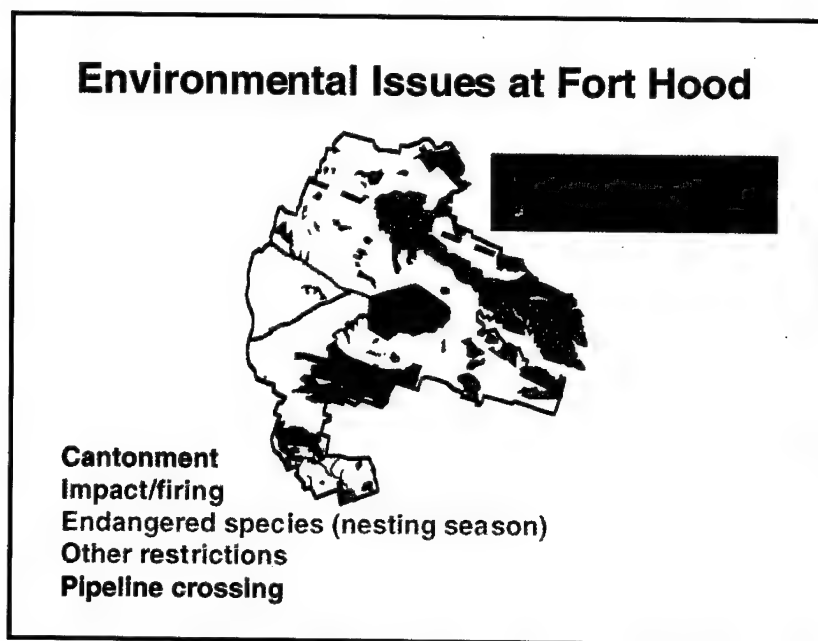 Environmental Issues at Fort Hood
Cantonment
Impact/firing
Endangered species (nesting season)
Other restrictions
Pipeline crossing